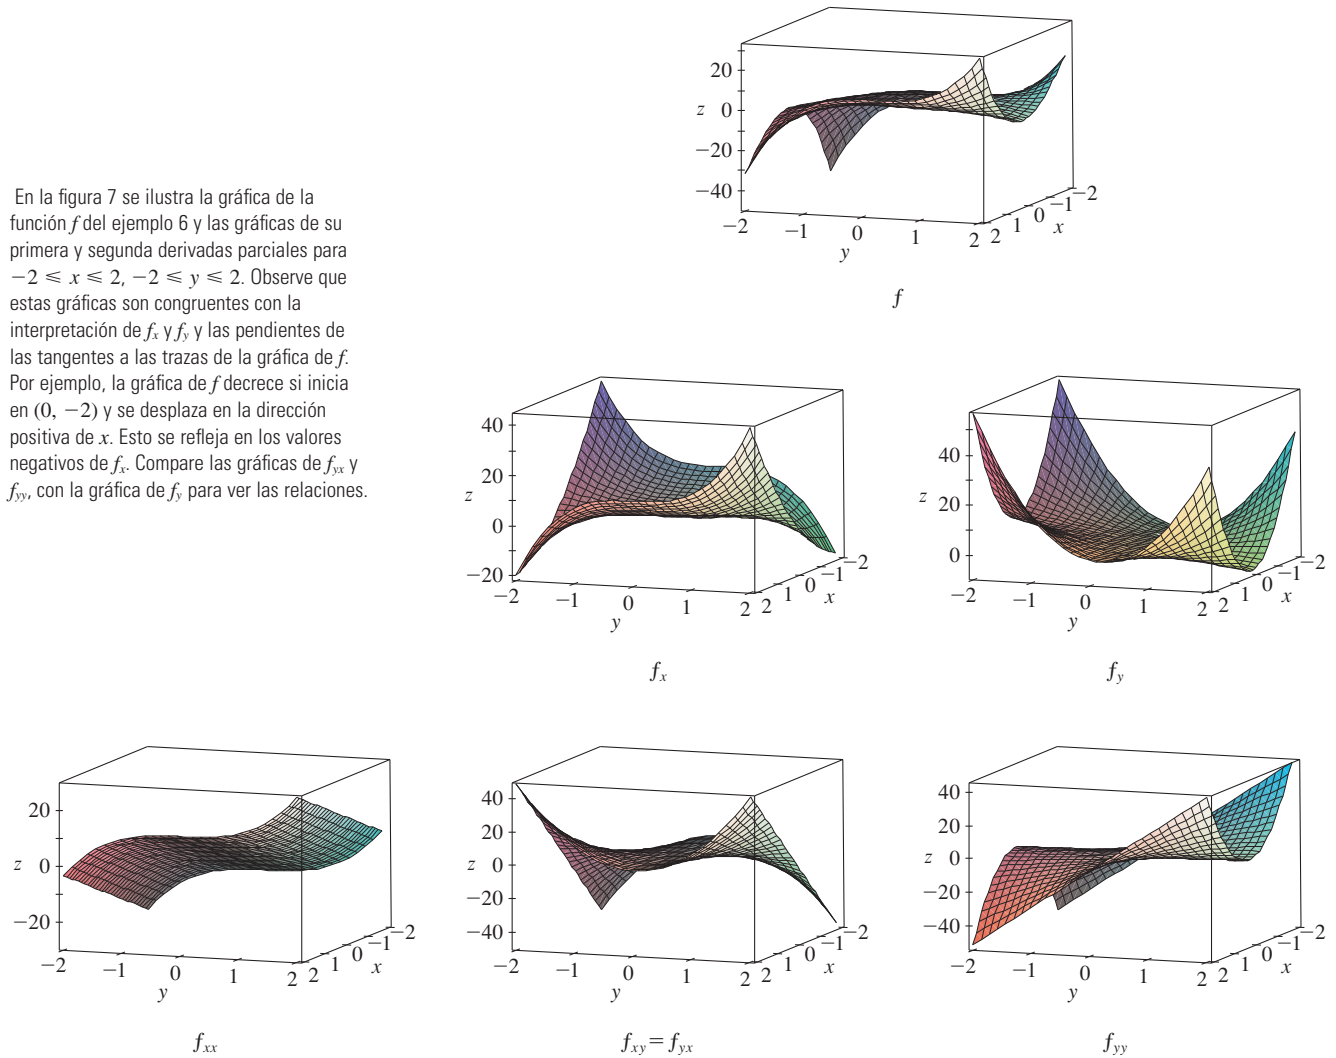 En la figura 7 se ilustra la gráfica de la
función f del ejemplo 6 y las gráficas de su
primera y segunda derivadas parciales para
−2 ≤ x ≤ 2, −2 ≤ y ≤ 2. Observe que
estas gráficas son congruentes con la
interpretación de fx y fy y las pendientes de
las tangentes a las trazas de la gráfica de f.
Por ejemplo, la gráfica de f decrece si inicia
en (0, −2) y se desplaza en la dirección
positiva de x. Esto se refleja en los valores
negativos de fx. Compare las gráficas de fyx y
fyy, con la gráfica de fy para ver las relaciones.
20
z 0
−20
−40
−2 −1 0 1 2
y
2 1 0 −1 −2
x
f
40
z 20
0
−20
−2 −1 0 1 2
y
2 1 0 −1 −2
x
fx
40
z 20
0
−2 −1 0 1 2
y
2 1 0 −1 −2
x
fy
20
z 0
−20
−2 −1 0 1 2
y
2 1 0 −1 −2
x
fxx
40
20
z 0
−20
−40
−2 −1 0 1 2
y
2 1 0 −1 −2
x
fxy = fyx
40
20
z 0
−20
−40
−2 −1 0 1 2
y
2 1 0 −1 −2
x
fyy